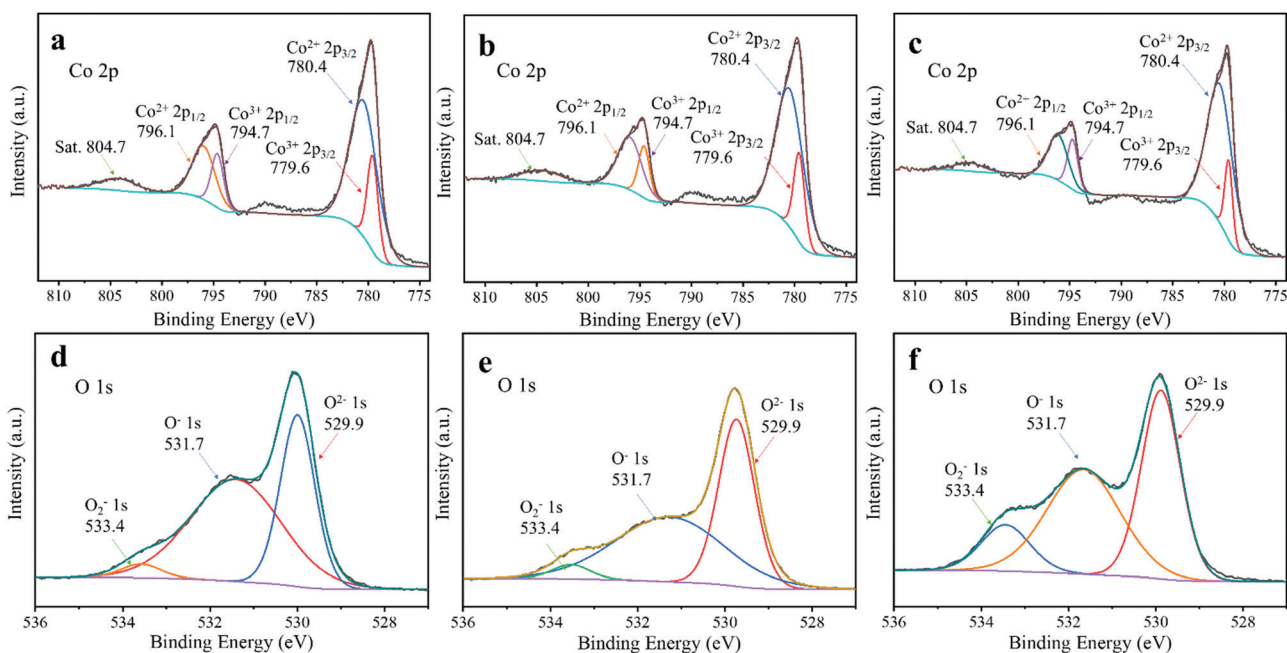 a
Co 2p
Co²⁺ 2p₃/₂
780.4
Co²⁺ 2p₁/₂
796.1
Co³⁺ 2p₁/₂
794.7
Co³⁺ 2p₃/₂
779.6
Sat. 804.7
Intensity (a.u.)
810 805 800 795 790 785 780 775
Binding Energy (eV)
b
Co 2p
Co²⁺ 2p₃/₂
780.4
Co²⁺ 2p₁/₂
796.1
Co³⁺ 2p₁/₂
794.7
Co³⁺ 2p₃/₂
779.6
Sat. 804.7
Intensity (a.u.)
810 805 800 795 790 785 780 775
Binding Energy (eV)
c
Co 2p
Co²⁺ 2p₃/₂
780.4
Co²⁺ 2p₁/₂
796.1
Co³⁺ 2p₁/₂
794.7
Co³⁺ 2p₃/₂
779.6
Sat. 804.7
Intensity (a.u.)
810 805 800 795 790 785 780 775
Binding Energy (eV)
d
O 1s
O²⁻ 1s
529.9
O⁻ 1s
531.7
O₂⁻ 1s
533.4
Intensity (a.u.)
536 534 532 530 528
Binding Energy (eV)
e
O 1s
O²⁻ 1s
529.9
O⁻ 1s
531.7
O₂⁻ 1s
533.4
Intensity (a.u.)
536 534 532 530 528
Binding Energy (eV)
f
O 1s
O²⁻ 1s
529.9
O⁻ 1s
531.7
O₂⁻ 1s
533.4
Intensity (a.u.)
536 534 532 530 528
Binding Energy (eV)